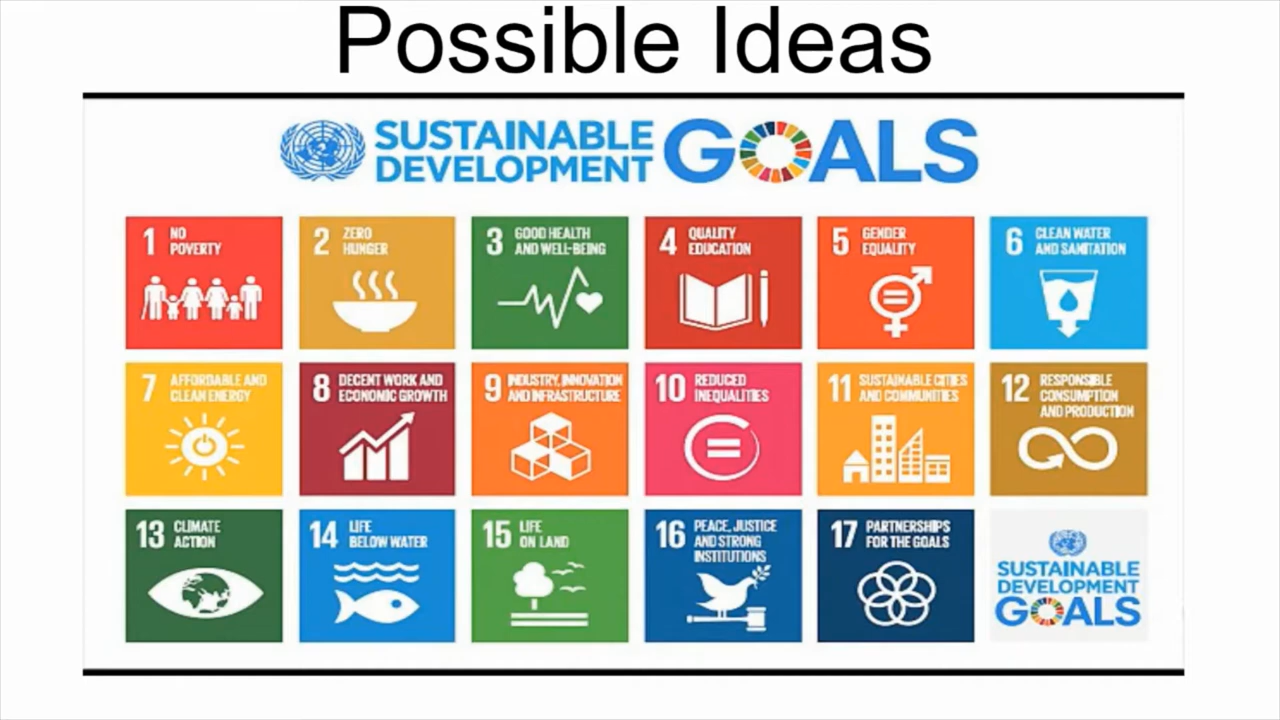 Possible Ideas
SUSTAINABLE
DEVELOPMENT
GOALS
1 NO
POVERTY
2 ZERO
HUNGER
3 GOOD HEALTH
AND WELL-BEING
4 QUALITY
EDUCATION
5 GENDER
EQUALITY
6 CLEAN WATER
AND SANITATION
7 AFFORDABLE AND
CLEAN ENERGY
8 DECENT WORK AND
ECONOMIC GROWTH
9 INDUSTRY, INNOVATION
AND INFRASTRUCTURE
10 REDUCED
INEQUALITIES
11 SUSTAINABLE CITIES
AND COMMUNITIES
12 RESPONSIBLE
CONSUMPTION
AND PRODUCTION
13 CLIMATE
ACTION
14 LIFE
BELOW WATER
15 LIFE
ON LAND
16 PEACE, JUSTICE
AND STRONG
INSTITUTIONS
17 PARTNERSHIPS
FOR THE GOALS
SUSTAINABLE
DEVELOPMENT
GOALS